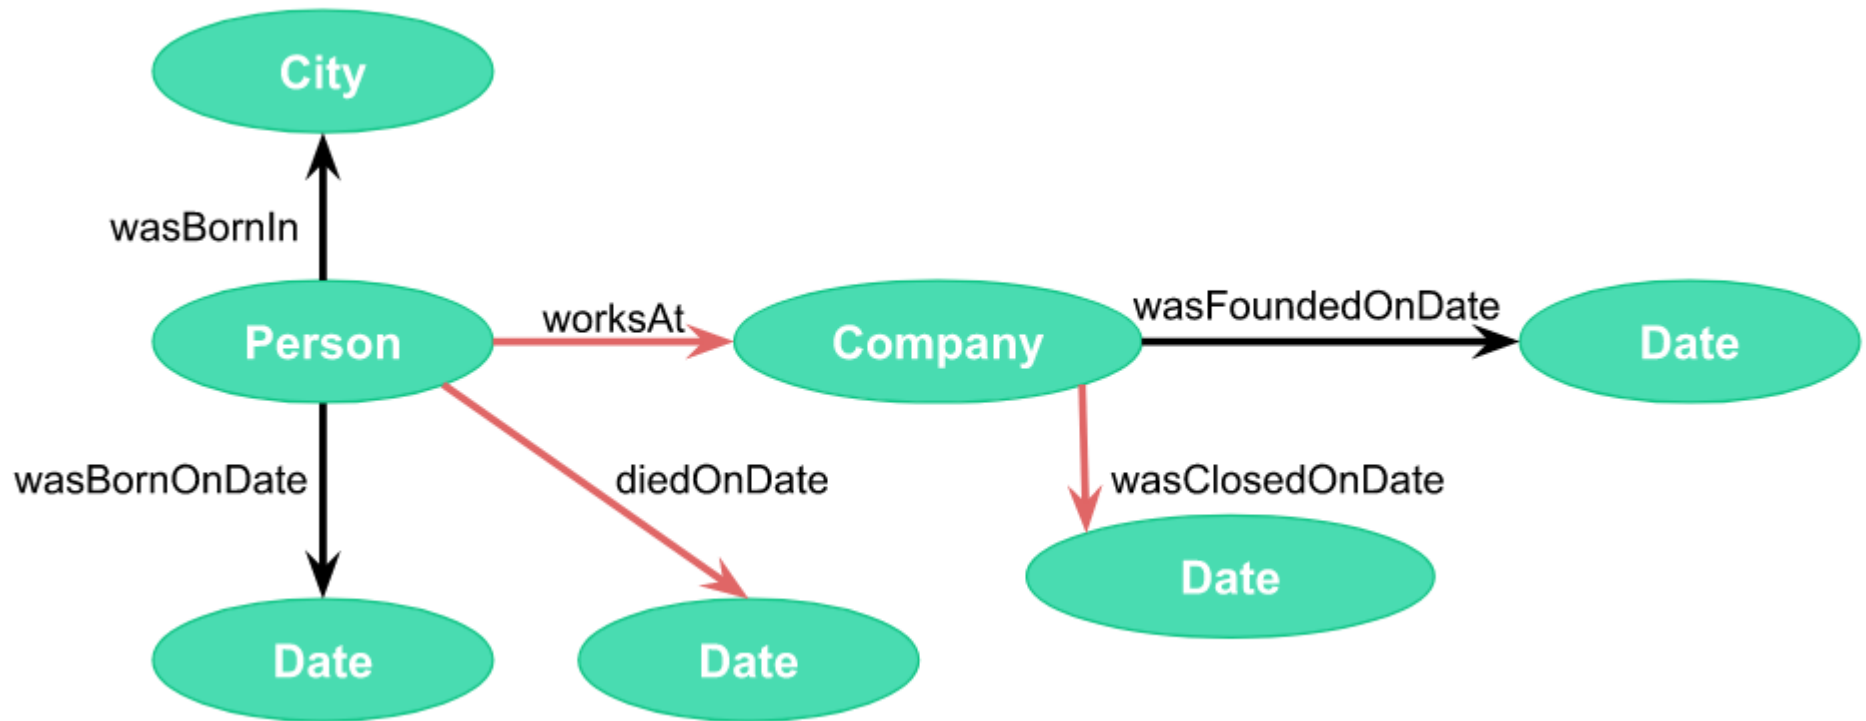 City
wasBornIn
Person
worksAt
Company
wasFoundedOnDate
Date
wasBornOnDate
diedOnDate
wasClosedOnDate
Date
Date
Date